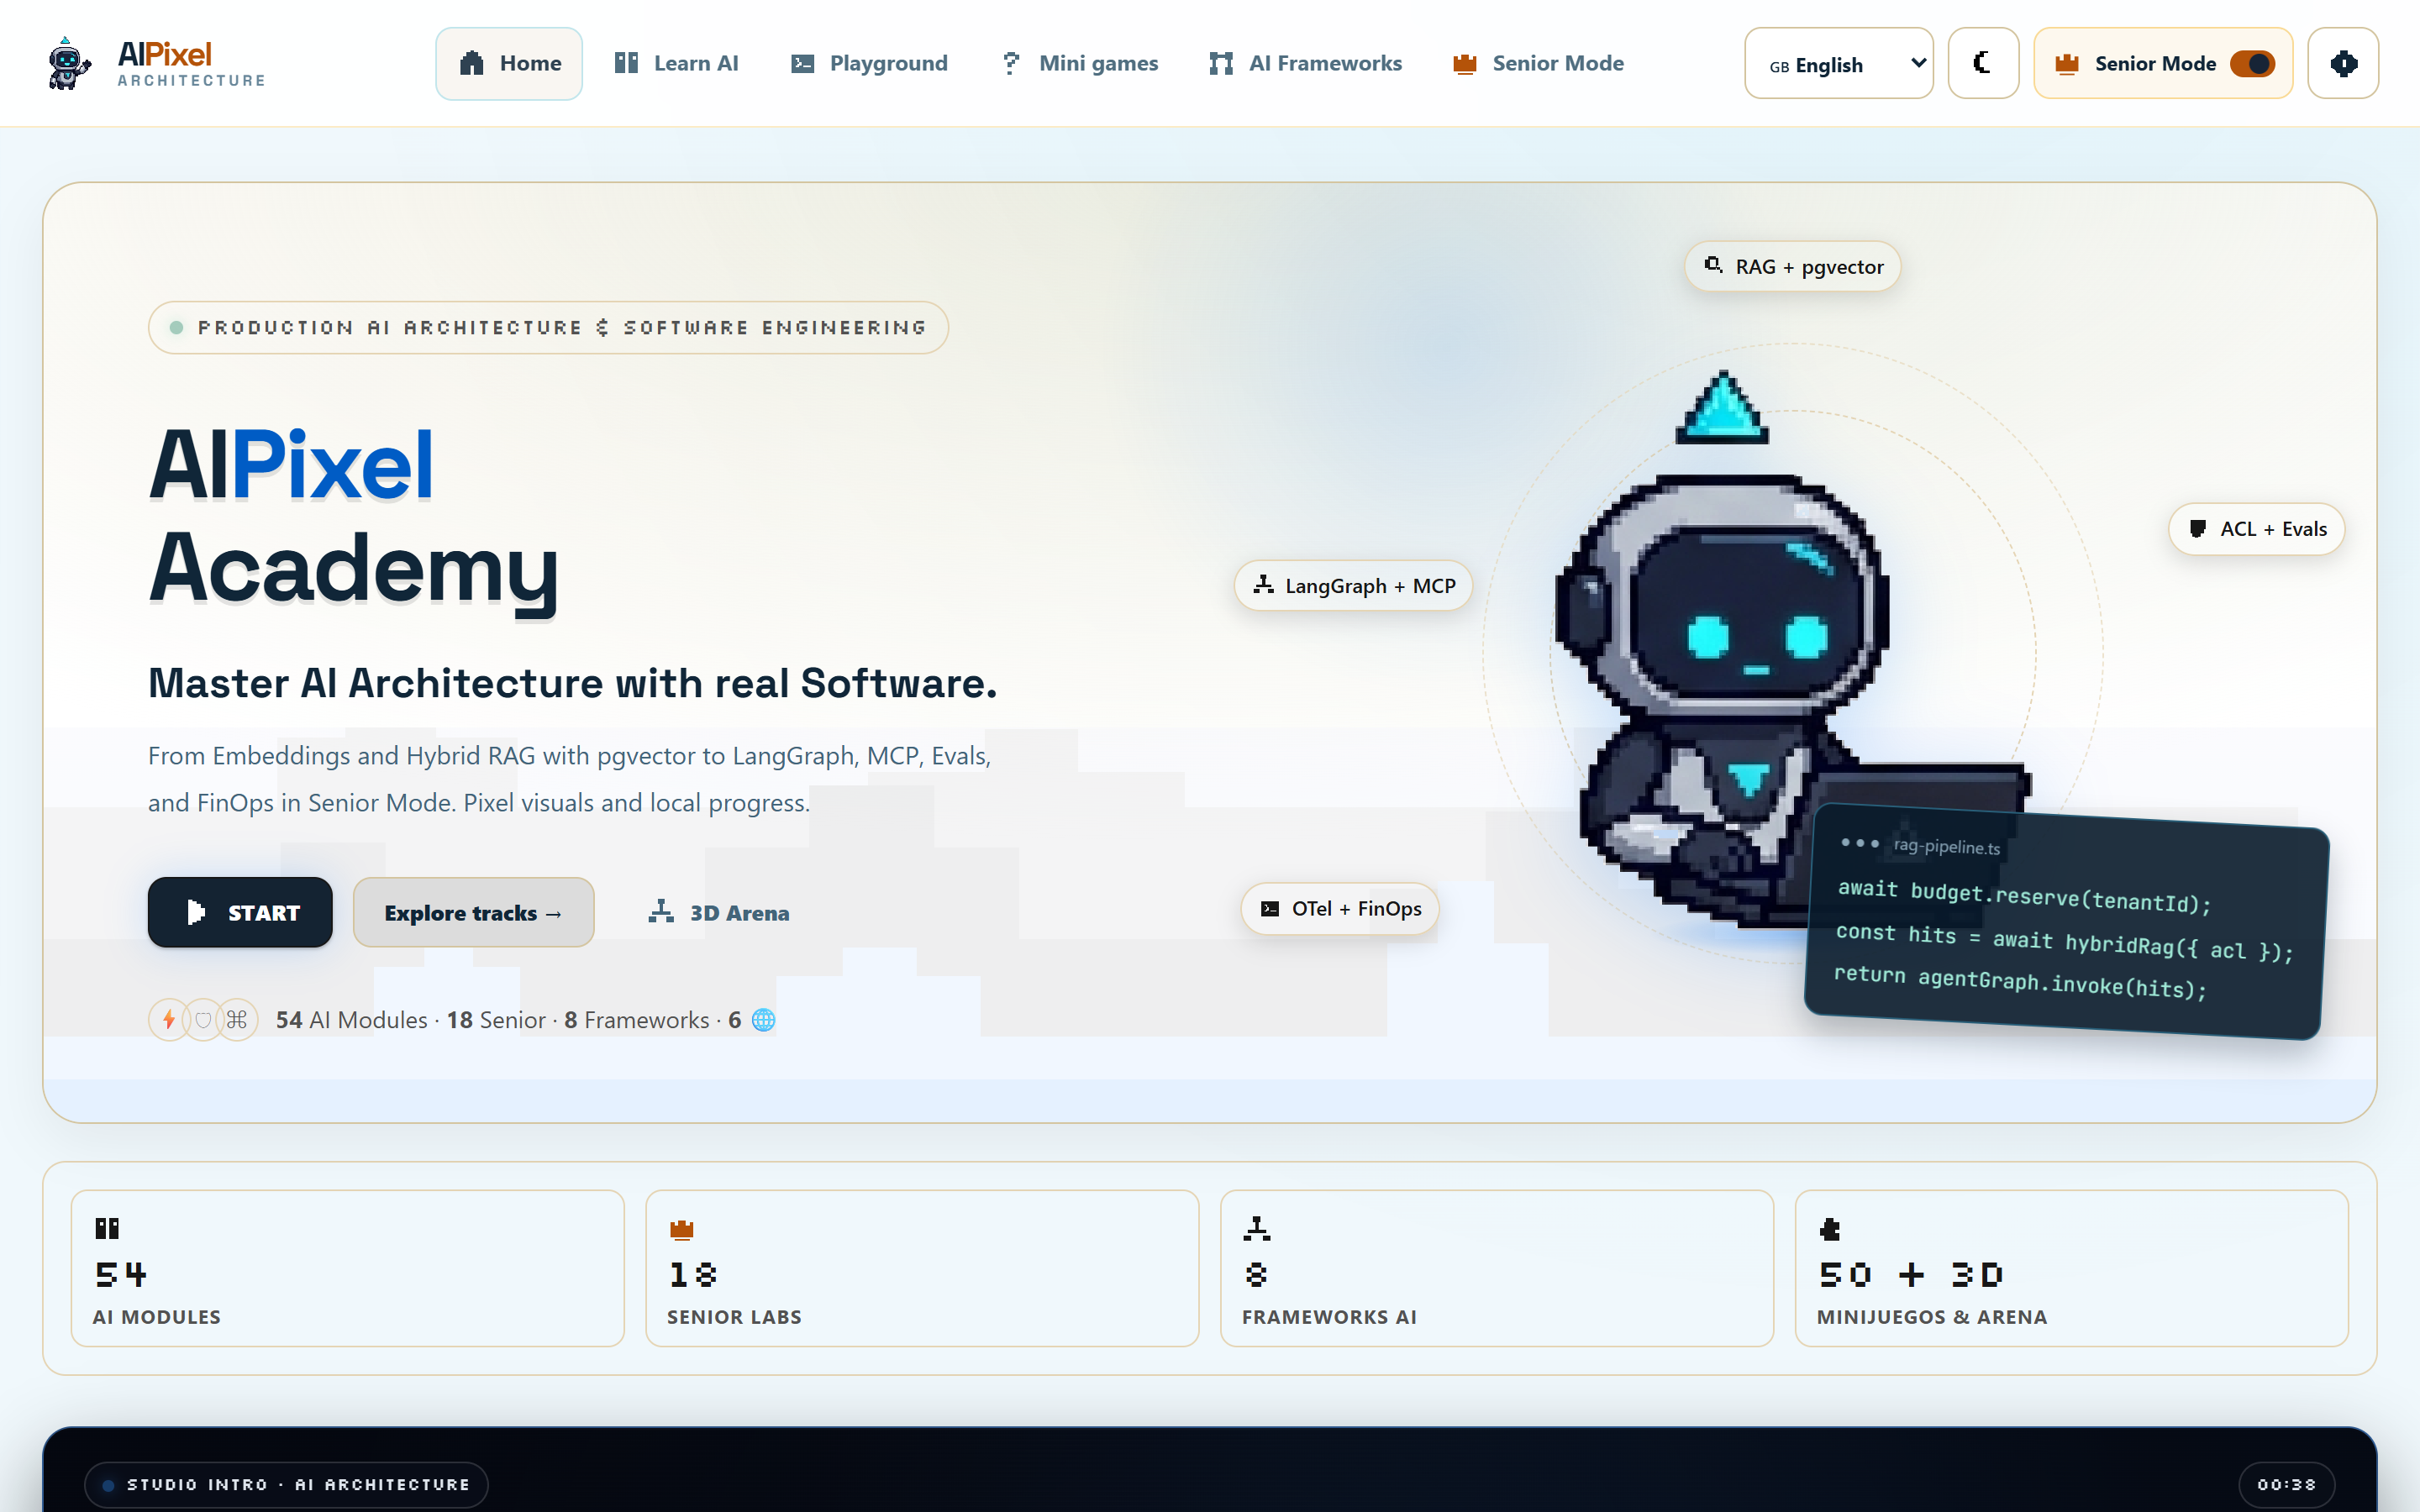 AIPixel
ARCHITECTURE
Home
Learn AI
Playground
Mini games
AI Frameworks
Senior Mode
GB English
Senior Mode
PRODUCTION AI ARCHITECTURE & SOFTWARE ENGINEERING
AIPixel
Academy
Master AI Architecture with real Software.
From Embeddings and Hybrid RAG with pgvector to LangGraph, MCP, Evals,
and FinOps in Senior Mode. Pixel visuals and local progress.
START
Explore tracks →
3D Arena
54 AI Modules · 18 Senior · 8 Frameworks · 6 🌐
RAG + pgvector
ACL + Evals
LangGraph + MCP
OTel + FinOps
rag-pipeline.ts
await budget.reserve(tenantId);
const hits = await hybridRag({ acl });
return agentGraph.invoke(hits);
54
AI MODULES
18
SENIOR LABS
8
FRAMEWORKS AI
50 + 3D
MINIJUEGOS & ARENA
STUDIO INTRO · AI ARCHITECTURE
00:38